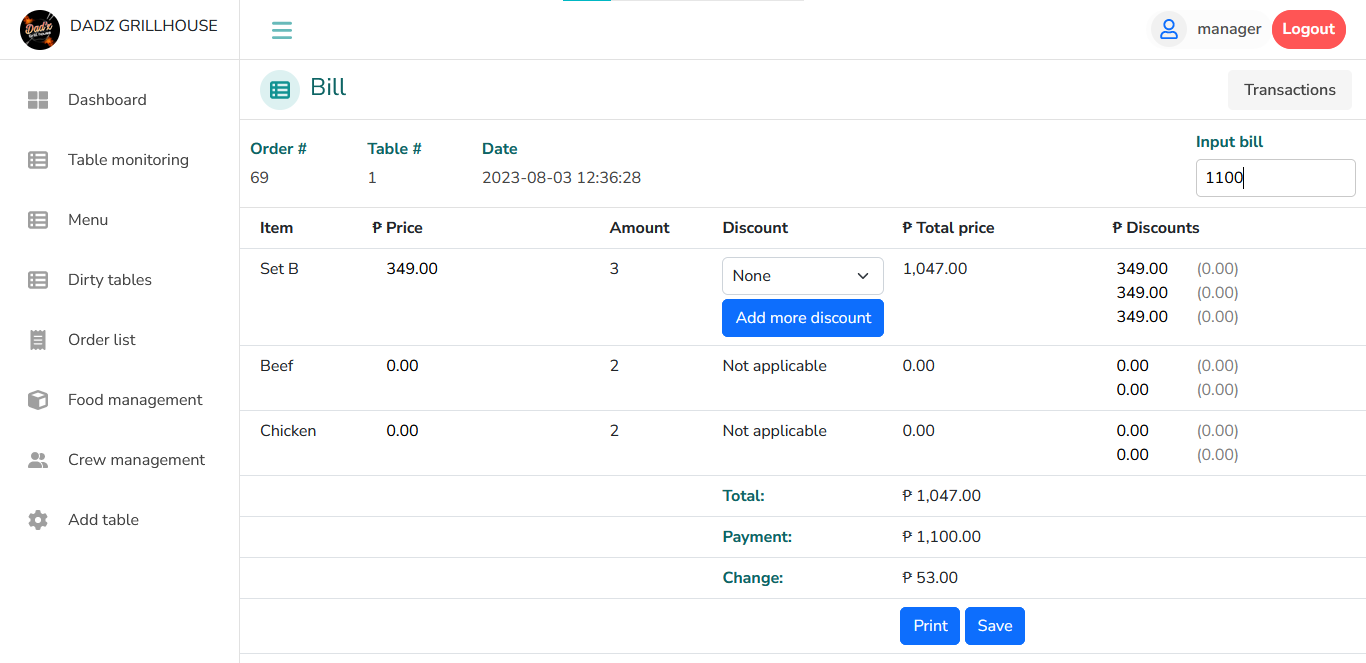 DADZ GRILLHOUSE
manager
Logout
Dashboard
Table monitoring
Menu
Dirty tables
Order list
Food management
Crew management
Add table
Bill
Transactions
Order # Table # Date Input bill
69 1 2023-08-03 12:36:28 1100
Item ₱ Price Amount Discount ₱ Total price ₱ Discounts
Set B 349.00 3 None 1,047.00 349.00 (0.00)
349.00 (0.00)
Add more discount 349.00 (0.00)
Beef 0.00 2 Not applicable 0.00 0.00 (0.00)
0.00 (0.00)
Chicken 0.00 2 Not applicable 0.00 0.00 (0.00)
0.00 (0.00)
Total: ₱ 1,047.00
Payment: ₱ 1,100.00
Change: ₱ 53.00
Print Save